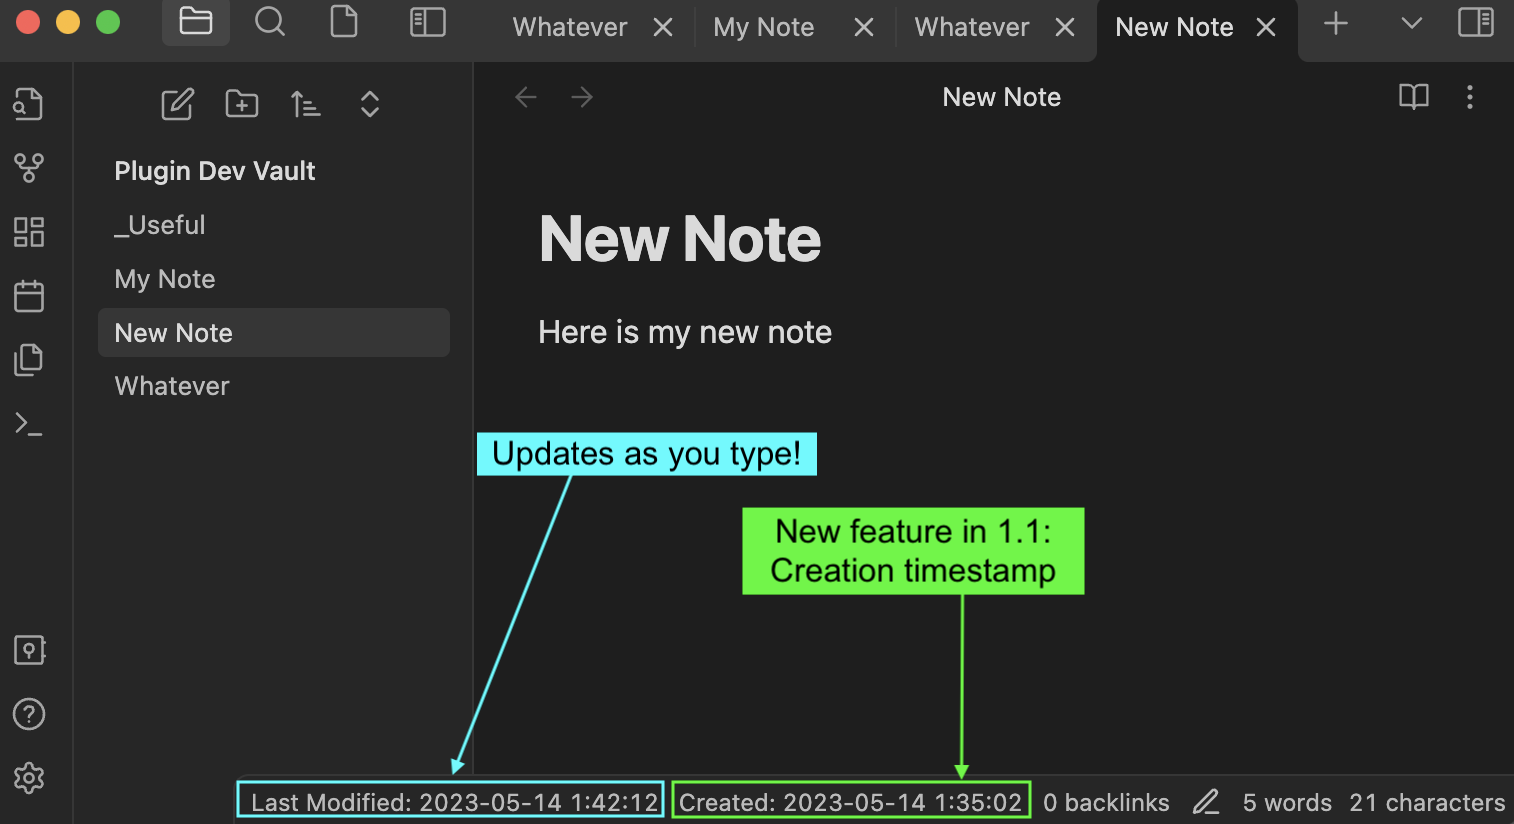 Whatever
My Note
Whatever
New Note
New Note
Plugin Dev Vault
_Useful
My Note
New Note
Whatever
New Note
Here is my new note
Updates as you type!
New feature in 1.1:
Creation timestamp
Last Modified: 2023-05-14 1:42:12 Created: 2023-05-14 1:35:02 0 backlinks 5 words 21 characters